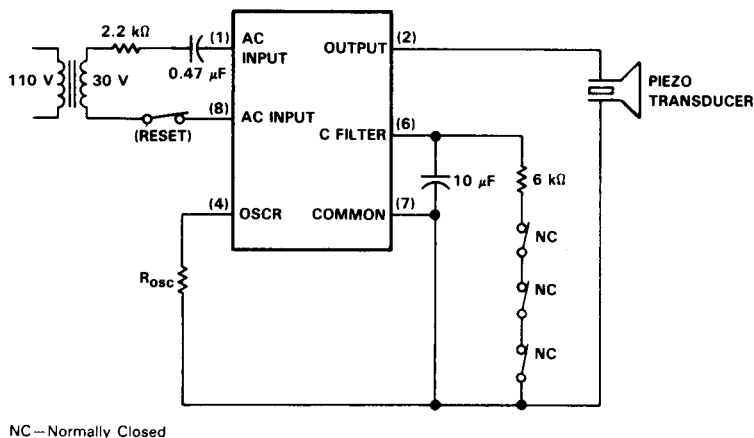 2.2 kΩ
(1)
AC
INPUT
OUTPUT
(2)
110 V
30 V
0.47 μF
PIEZO
TRANSDUCER
(8)
AC INPUT
(RESET)
C FILTER
(6)
10 μF
6 kΩ
(4)
OSCR
COMMON
(7)
NC
ROSC
NC
NC
NC—Normally Closed